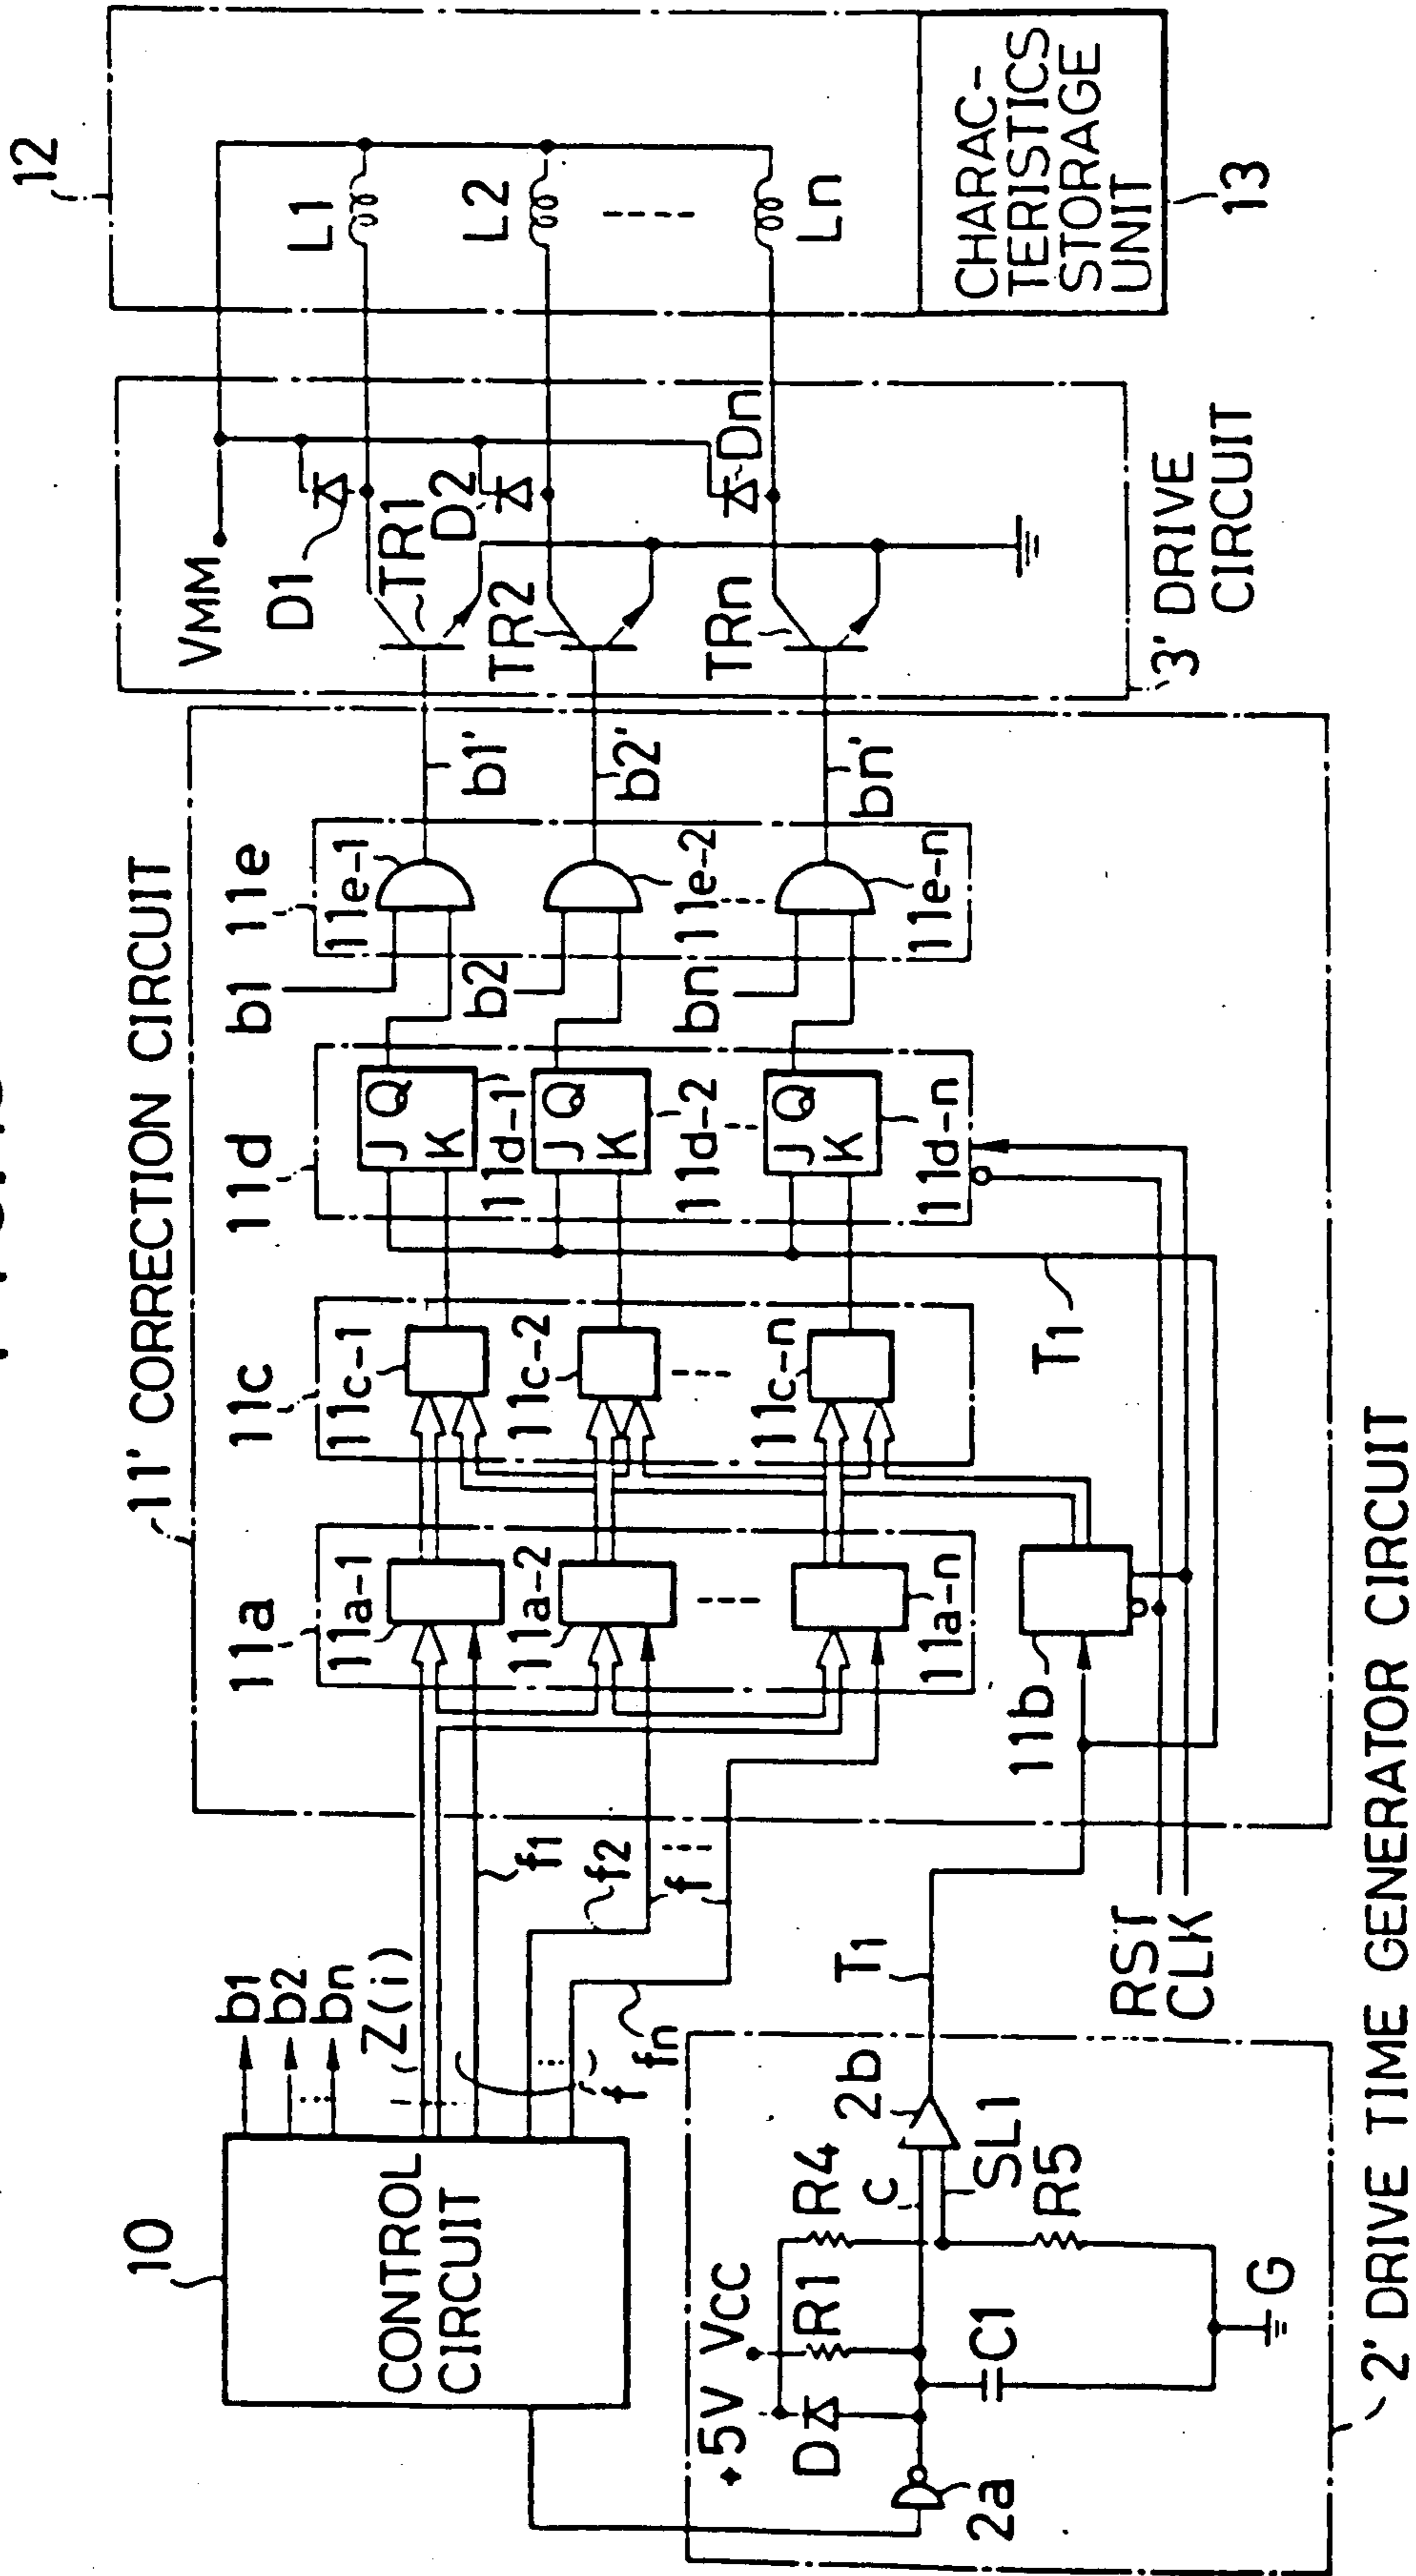 10
CONTROL
CIRCUIT
b1
b2
bn
Z(i)
f
f1
f2
f
fn
+5V
VCC
D
R1
R4
C1
C
2a
2b
SL1
R5
G
T1
RST
CLK
2' DRIVE TIME GENERATOR CIRCUIT
11' CORRECTION CIRCUIT
11a
11a-1
11a-2
11a-n
11b
11c
11c-1
11c-2
11c-n
T1
11d
J Q
K
11d-1
J Q
K
11d-2
J Q
K
11d-n
b1
b2
bn
11e
11e-1
11e-2
11e-n
b1'
b2'
bn'
VMM
D1
TR1
D2
TR2
Dn
TRn
3' DRIVE
CIRCUIT
12
L1
L2
Ln
CHARAC-
TERISTICS
STORAGE
UNIT
13